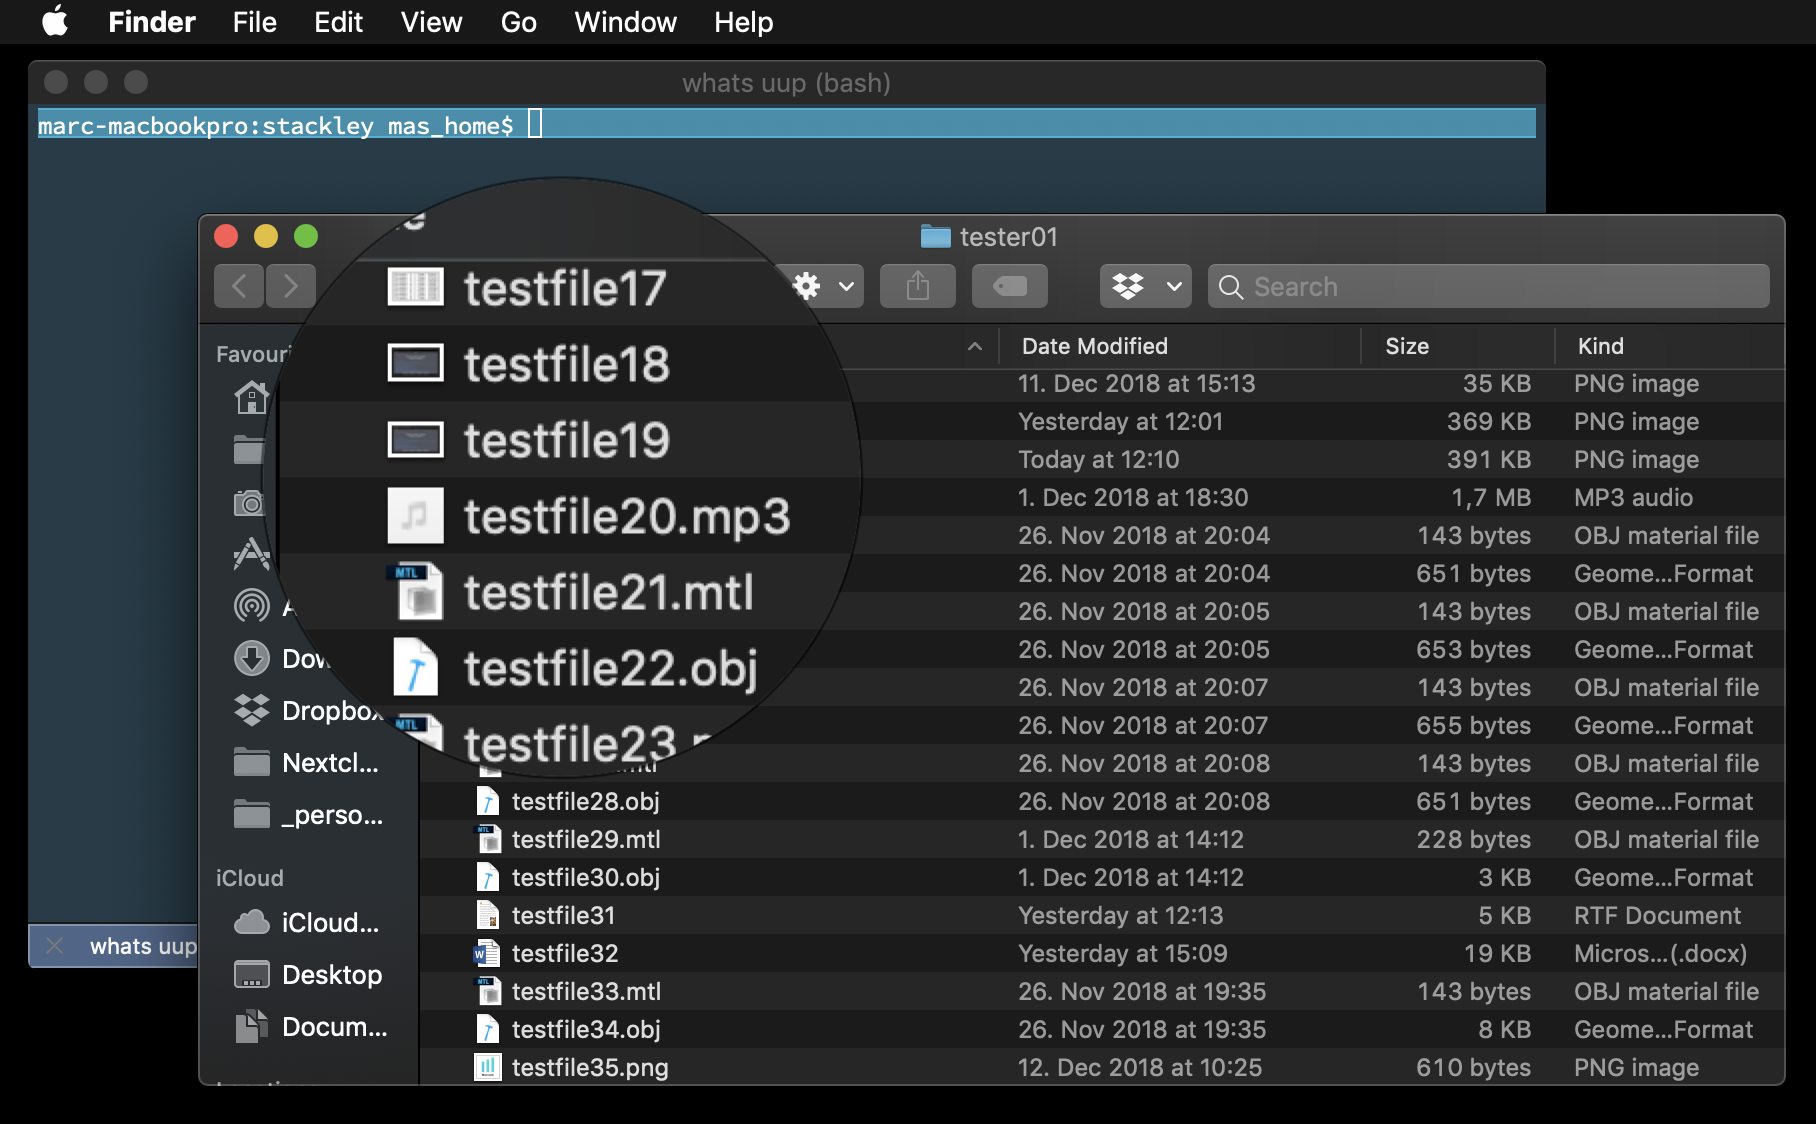 Finder File Edit View Go Window Help
whats uup (bash)
marc-macbookpro:stackley mas_home$
tester01
Search
Date Modified Size Kind
testfile17
testfile18
testfile19
testfile20.mp3
testfile21.mtl
testfile22.obj
testfile23
11. Dec 2018 at 15:13 35 KB PNG image
Yesterday at 12:01 369 KB PNG image
Today at 12:10 391 KB PNG image
1. Dec 2018 at 18:30 1,7 MB MP3 audio
26. Nov 2018 at 20:04 143 bytes OBJ material file
26. Nov 2018 at 20:04 651 bytes Geome...Format
26. Nov 2018 at 20:05 143 bytes OBJ material file
26. Nov 2018 at 20:05 653 bytes Geome...Format
26. Nov 2018 at 20:07 143 bytes OBJ material file
26. Nov 2018 at 20:07 655 bytes Geome...Format
26. Nov 2018 at 20:08 143 bytes OBJ material file
testfile28.obj 26. Nov 2018 at 20:08 651 bytes Geome...Format
testfile29.mtl 1. Dec 2018 at 14:12 228 bytes OBJ material file
testfile30.obj 1. Dec 2018 at 14:12 3 KB Geome...Format
testfile31 Yesterday at 12:13 5 KB RTF Document
testfile32 Yesterday at 15:09 19 KB Micros...(.docx)
testfile33.mtl 26. Nov 2018 at 19:35 143 bytes OBJ material file
testfile34.obj 26. Nov 2018 at 19:35 8 KB Geome...Format
testfile35.png 12. Dec 2018 at 10:25 610 bytes PNG image
Favouri
Dow
Dropbox
Nextcl...
_perso...
iCloud
iCloud...
Desktop
Docum...
whats uup